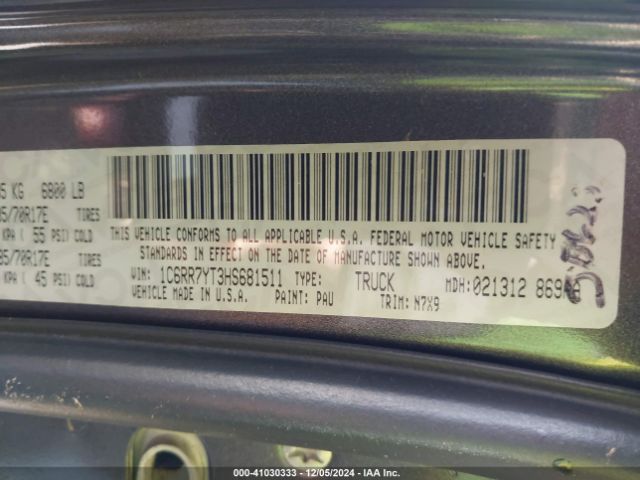 5 KG 6800 LB
5/70R17E TIRES
KPA ( 55 PSI) COLD
5/70R17E TIRES
KPA ( 45 PSI) COLD
THIS VEHICLE CONFORMS TO ALL APPLICABLE U.S.A. FEDERAL MOTOR VEHICLE SAFETY
STANDARDS IN EFFECT ON THE DATE OF MANUFACTURE SHOWN ABOVE.
VIN: 1C6RR7YT3HS681511 TYPE: TRUCK MDH: 021312
VEHICLE MADE IN U.S.A. PAINT: PAU TRIM: N7X9
000-41030333 - 12/05/2024 - IAA Inc.